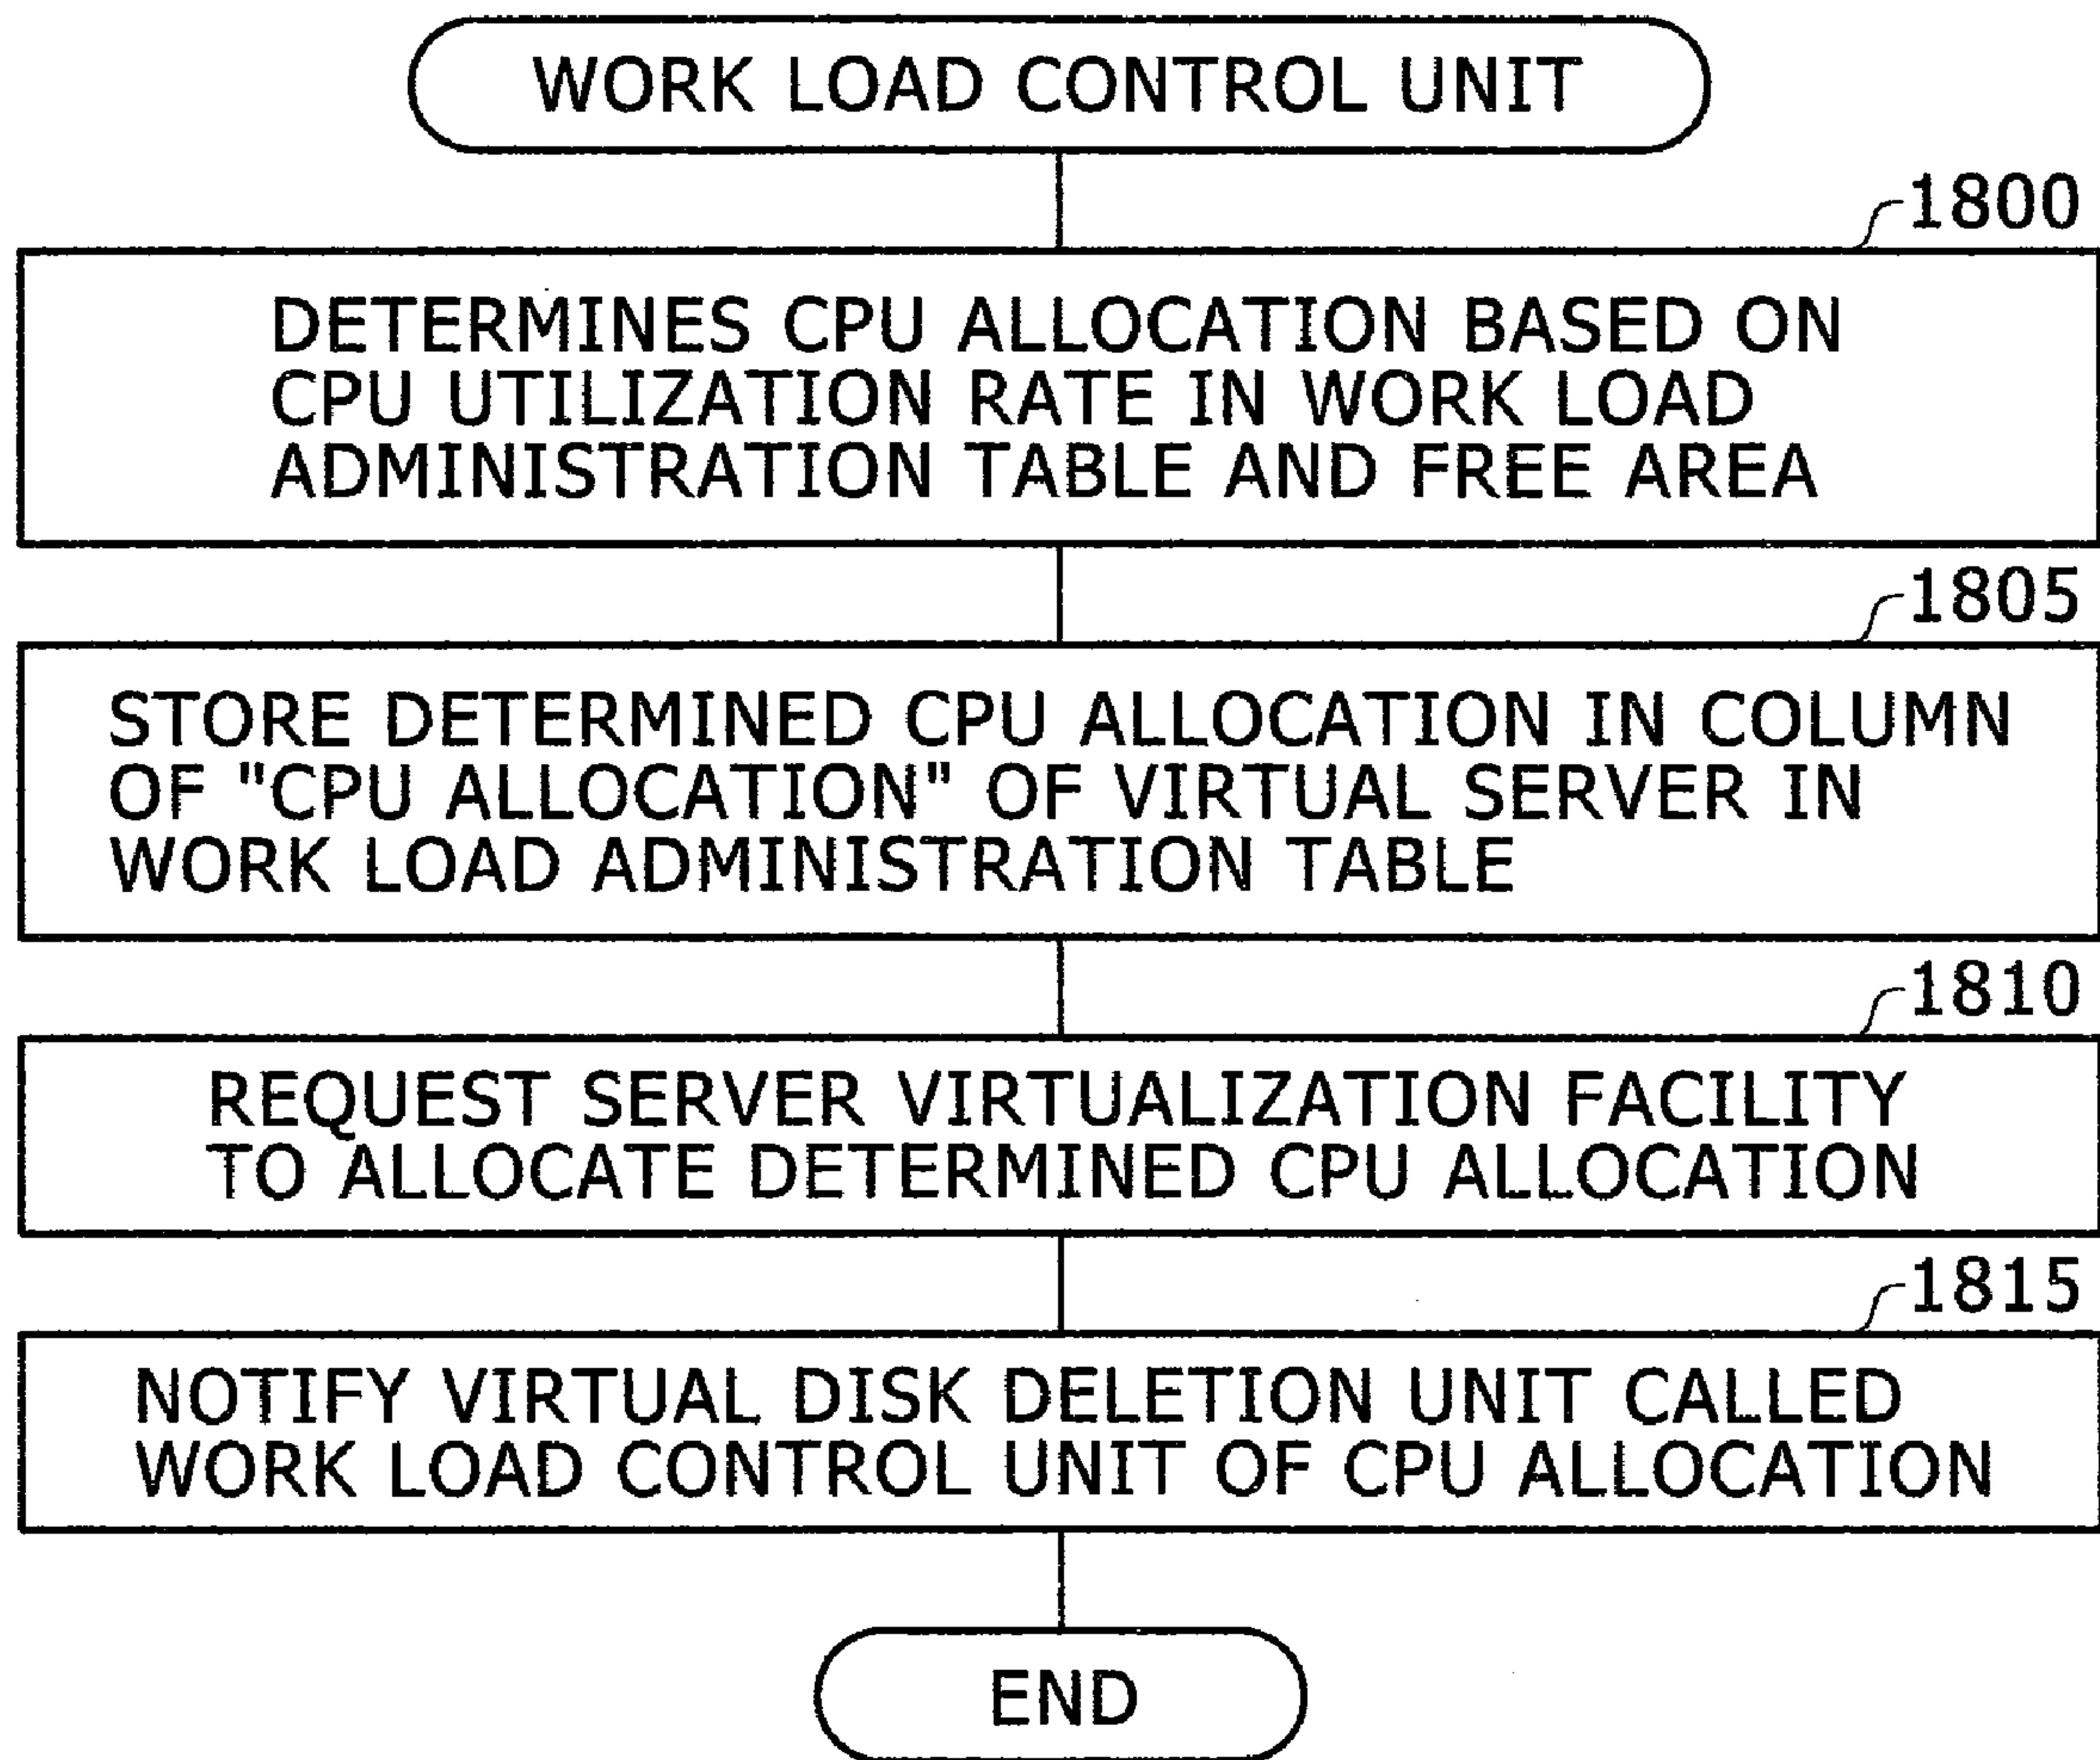 WORK LOAD CONTROL UNIT
1800
DETERMINES CPU ALLOCATION BASED ON
CPU UTILIZATION RATE IN WORK LOAD
ADMINISTRATION TABLE AND FREE AREA
1805
STORE DETERMINED CPU ALLOCATION IN COLUMN
OF "CPU ALLOCATION" OF VIRTUAL SERVER IN
WORK LOAD ADMINISTRATION TABLE
1810
REQUEST SERVER VIRTUALIZATION FACILITY
TO ALLOCATE DETERMINED CPU ALLOCATION
1815
NOTIFY VIRTUAL DISK DELETION UNIT CALLED
WORK LOAD CONTROL UNIT OF CPU ALLOCATION
END